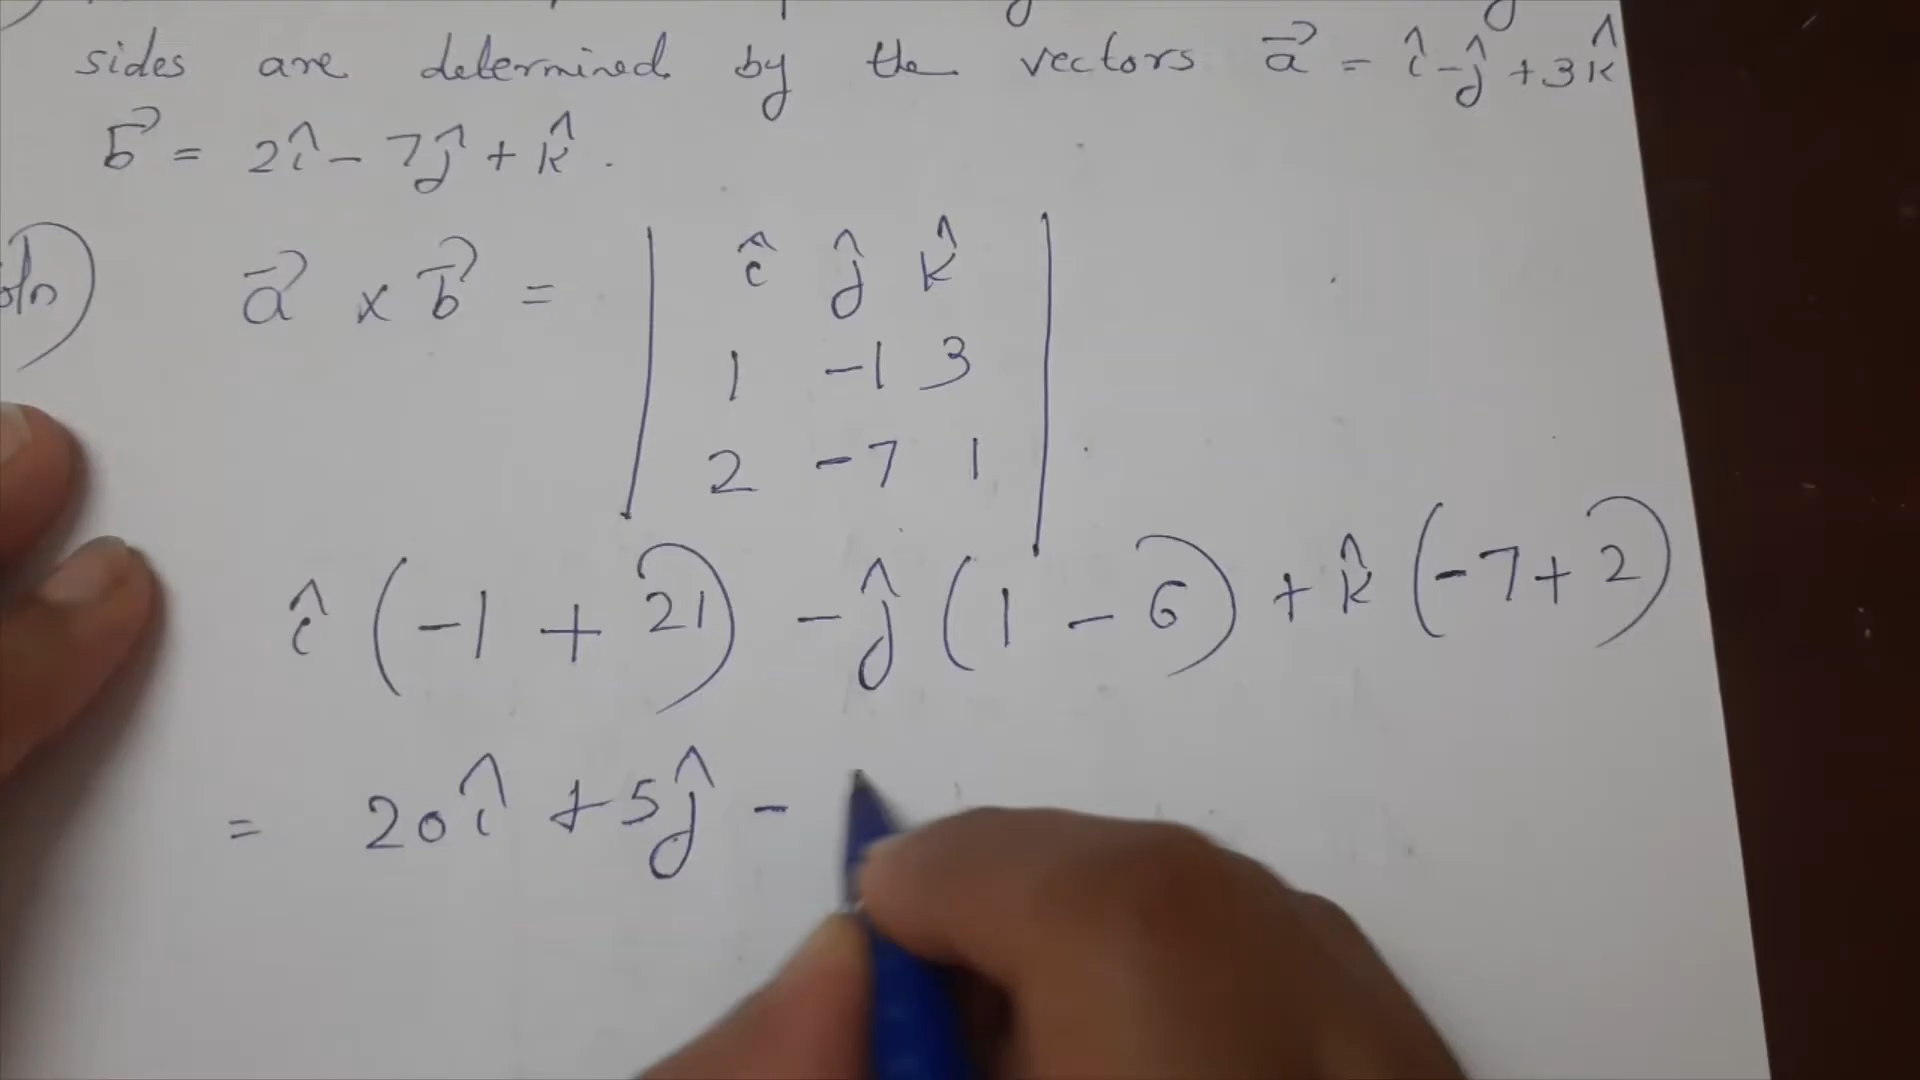 sides are determined by the vectors a⃗ = î - ĵ + 3k̂
b⃗ = 2î - 7ĵ + k̂.
a⃗ × b⃗ = | î ĵ k̂
1 -1 3
2 -7 1 |
î (-1 + 21) - ĵ (1 - 6) + k̂ (-7 + 2)
= 20î + 5ĵ -